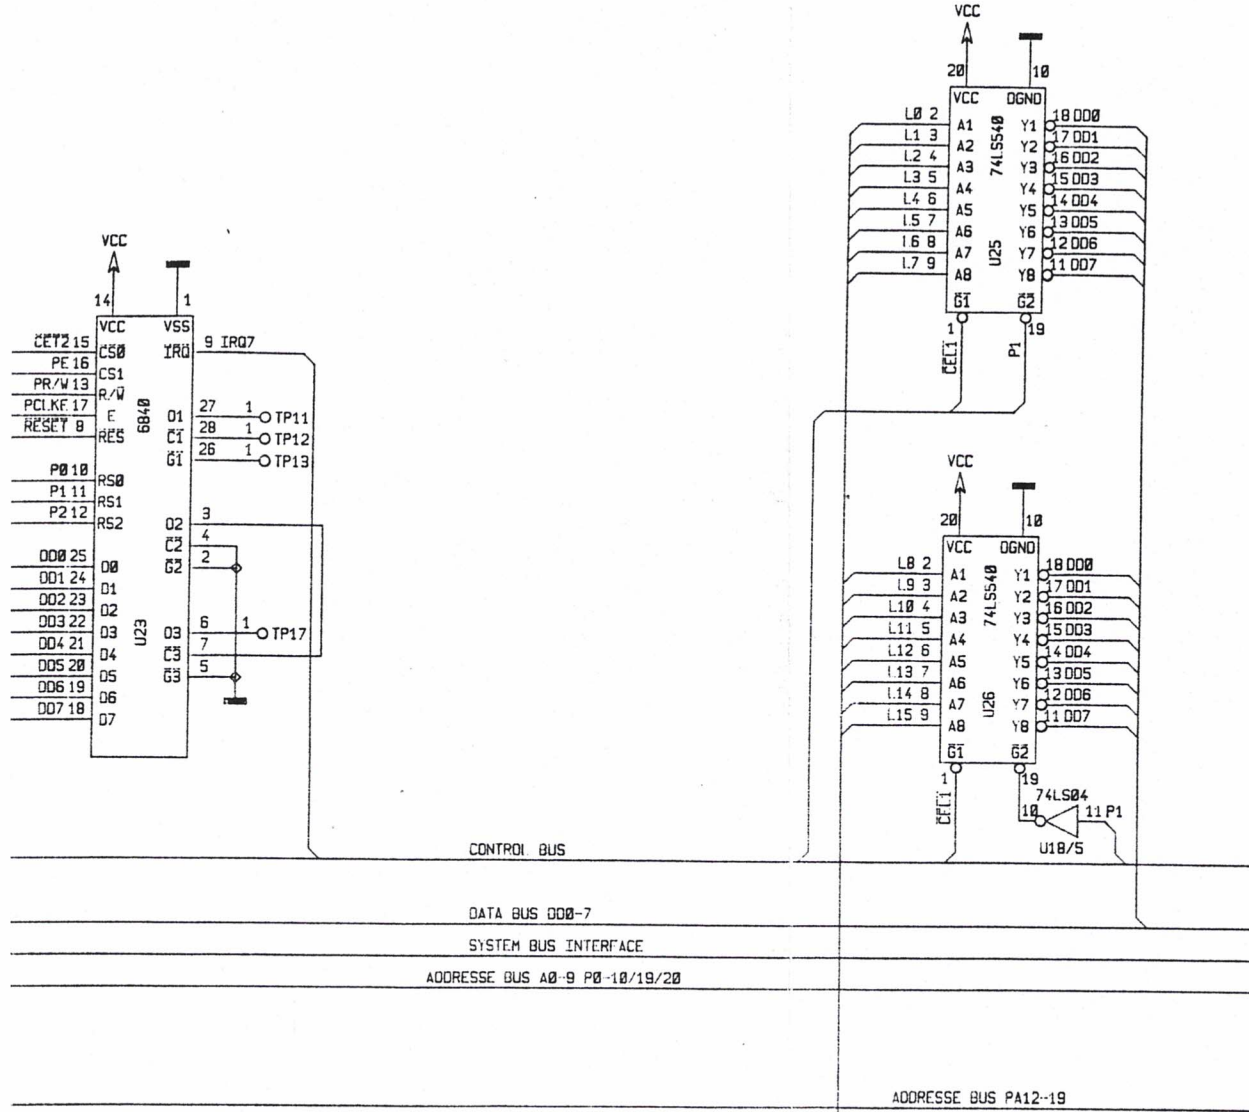 VCC
20
10
VCC DGND
L0 2 A1 Y1 18 DD0
L1 3 A2 Y2 17 DD1
L2 4 A3 Y3 16 DD2
L3 5 A4 Y4 15 DD3
L4 6 A5 Y5 14 DD4
L5 7 A6 Y6 13 DD5
L6 8 A7 Y7 12 DD6
L7 9 A8 Y8 11 DD7
74LS540
U25
G1 G2
1 19
CEL1
P1
VCC
14 1
VCC VSS
CET2 15 CS0 IRQ 9 IRQ7
PE 16 CS1
PR/W 13 R/W
PCLKE 17 E O1 27 1 TP11
RESET 8 RES C1 28 1 TP12
G1 26 1 TP13
6840
P0 10 RS0
P1 11 RS1
P2 12 RS2 O2 3
C2 4
DD0 25 D0 G2 2
DD1 24 D1
DD2 23 D2
DD3 22 D3 O3 6 1 TP17
DD4 21 D4 C3 7
DD5 20 D5 G3 5
DD6 19 D6
DD7 18 D7
U23
VCC
20
10
VCC DGND
L8 2 A1 Y1 18 DD0
L9 3 A2 Y2 17 DD1
L10 4 A3 Y3 16 DD2
L11 5 A4 Y4 15 DD3
L12 6 A5 Y5 14 DD4
L13 7 A6 Y6 13 DD5
L14 8 A7 Y7 12 DD6
L15 9 A8 Y8 11 DD7
74LS540
U26
G1 G2
1 19
CEL1
74LS04
10 11 P1
U18/5
CONTROL BUS
DATA BUS DD0-7
SYSTEM BUS INTERFACE
ADDRESSE BUS A0-9 P0-10/19/20
ADDRESSE BUS PA12-19